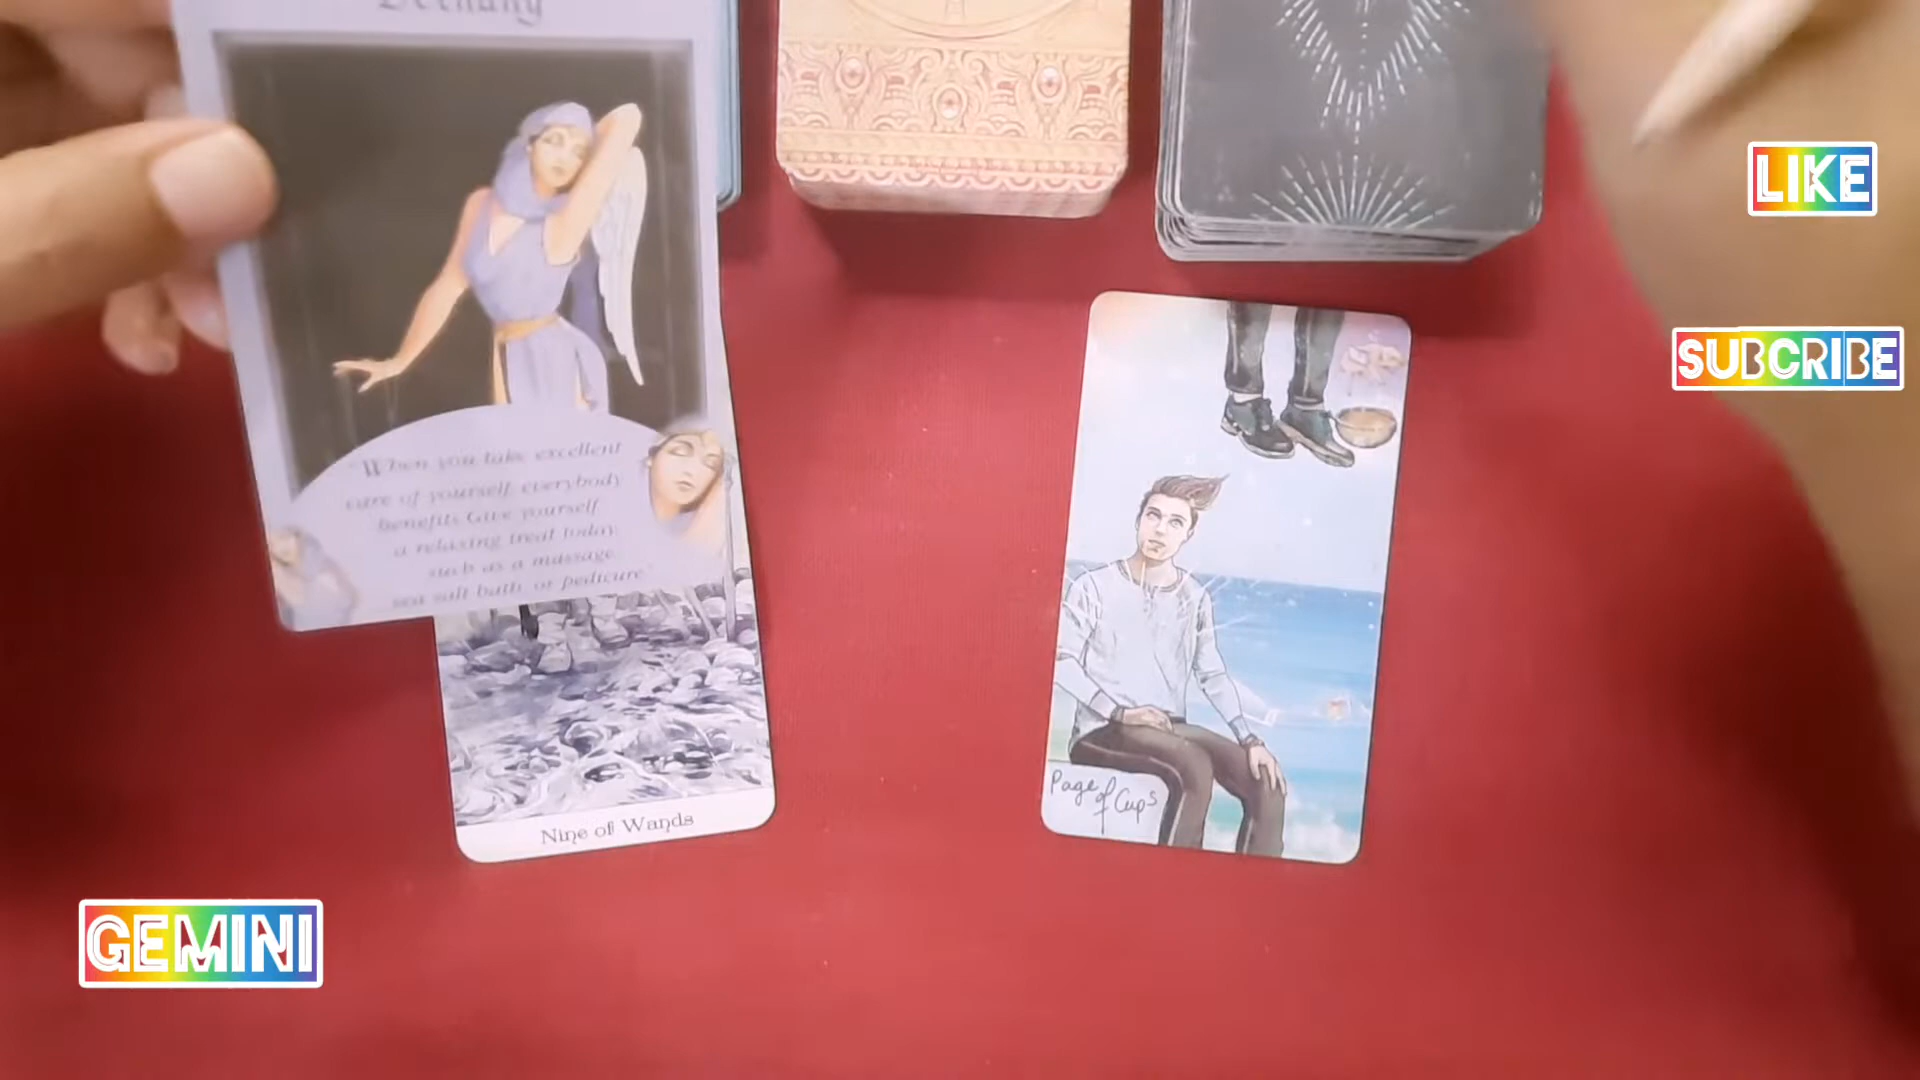 Bethany
"When you take excellent
care of yourself, everybody
benefits. Give yourself
a relaxing treat today,
such as a massage,
sea salt bath, or pedicure."
LIKE
SUBCRIBE
Page
of
Cups
Nine of Wands
GEMINI